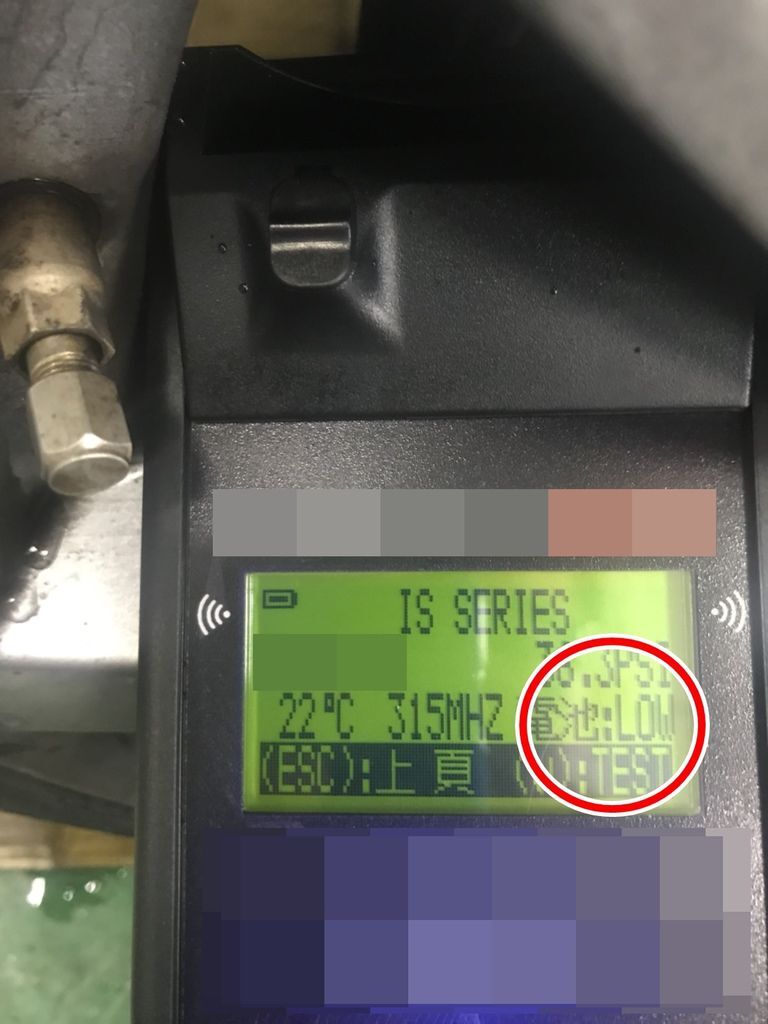 IS SERIES
.3PSI
22°C 315MHZ 電池:LOW
(ESC):上頁 :TEST